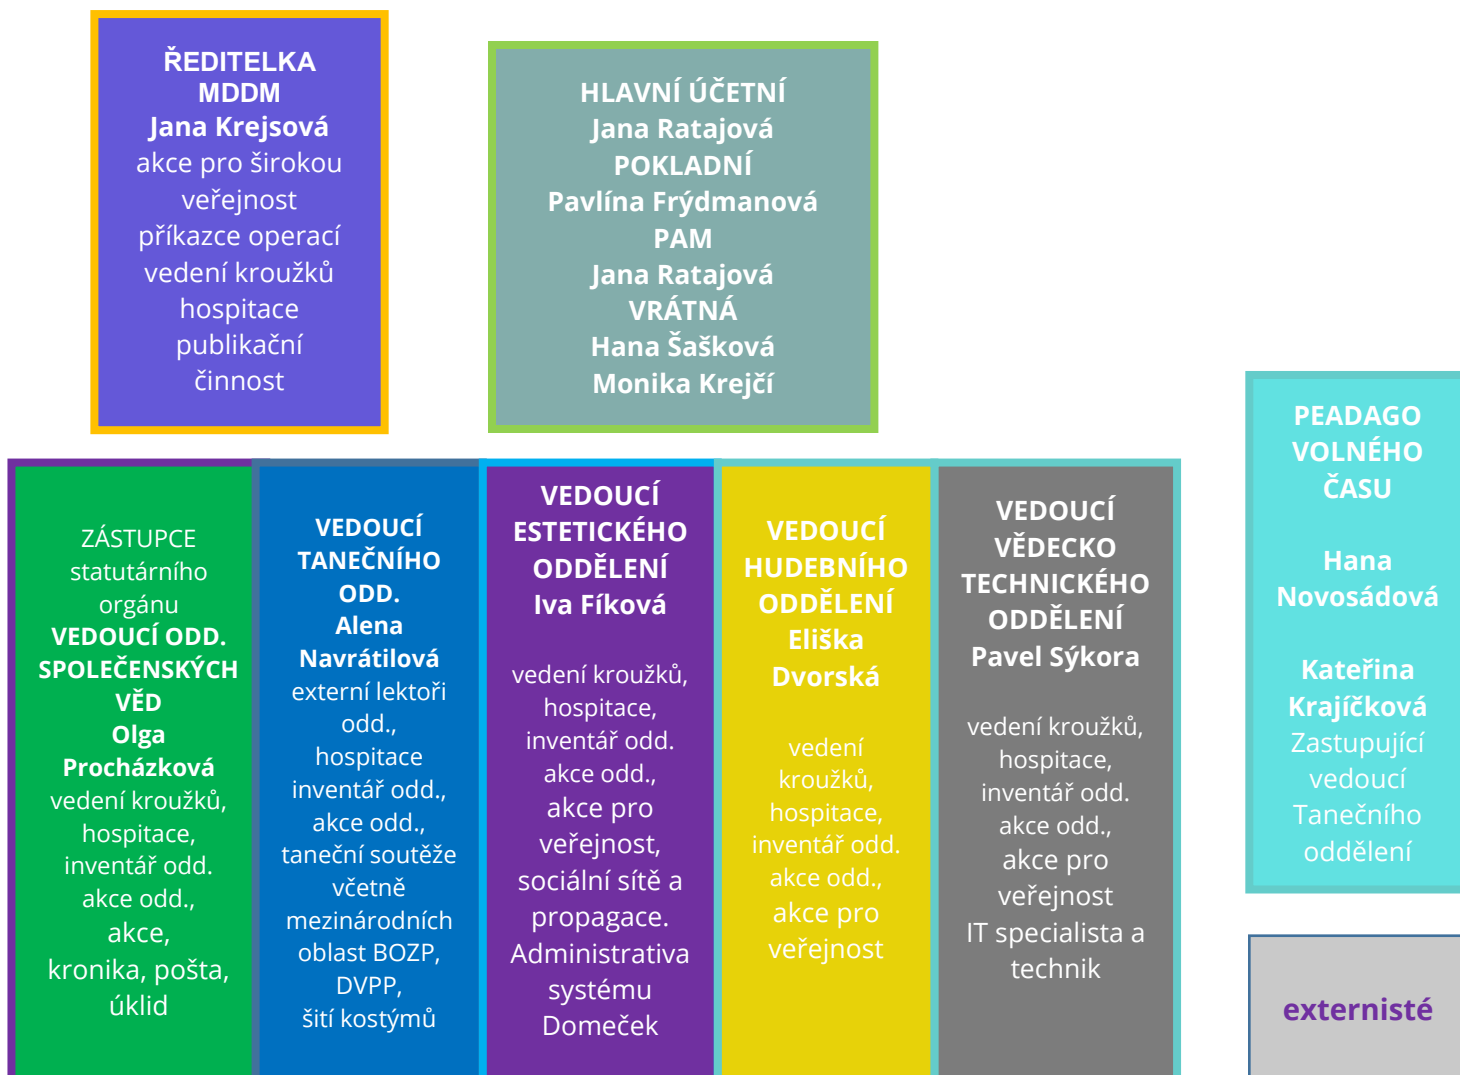 ŘEDITELKA
MDDM
Jana Krejsová
akce pro širokou
veřejnost
příkazce operací
vedení kroužků
hospitace
publikační
činnost
HLAVNÍ ÚČETNÍ
Jana Ratajová
POKLADNÍ
Pavlína Frýdmanová
PAM
Jana Ratajová
VRÁTNÁ
Hana Šašková
Monika Krejčí
ZÁSTUPCE
statutárního
orgánu
VEDOUCÍ ODD.
SPOLEČENSKÝCH
VĚD
Olga
Procházková
vedení kroužků,
hospitace,
inventář odd.
akce odd.,
akce,
kronika, pošta,
úklid
VEDOUCÍ
TANEČNÍHO
ODD.
Alena
Navrátilová
externí lektoři
odd.,
hospitace
inventář odd.,
akce odd.,
taneční soutěže
včetně
mezinárodních
oblast BOZP,
DVPP,
šití kostýmů
VEDOUCÍ
ESTETICKÉHO
ODDĚLENÍ
Iva Fíková
vedení kroužků,
hospitace,
inventář odd.
akce odd.,
akce pro
veřejnost,
sociální sítě a
propagace.
Administrativa
systému
Domeček
VEDOUCÍ
HUDEBNÍHO
ODDĚLENÍ
Eliška
Dvorská
vedení
kroužků,
hospitace,
inventář odd.
akce odd.,
akce pro
veřejnost
VEDOUCÍ
VĚDECKO
TECHNICKÉHO
ODDĚLENÍ
Pavel Sýkora
vedení kroužků,
hospitace,
inventář odd.
akce odd.,
akce pro
veřejnost
IT specialista a
technik
PEADAGO
VOLNÉHO
ČASU
Hana
Novosádová
Kateřina
Krajíčková
Zastupující
vedoucí
Tanečního
oddělení
externisté